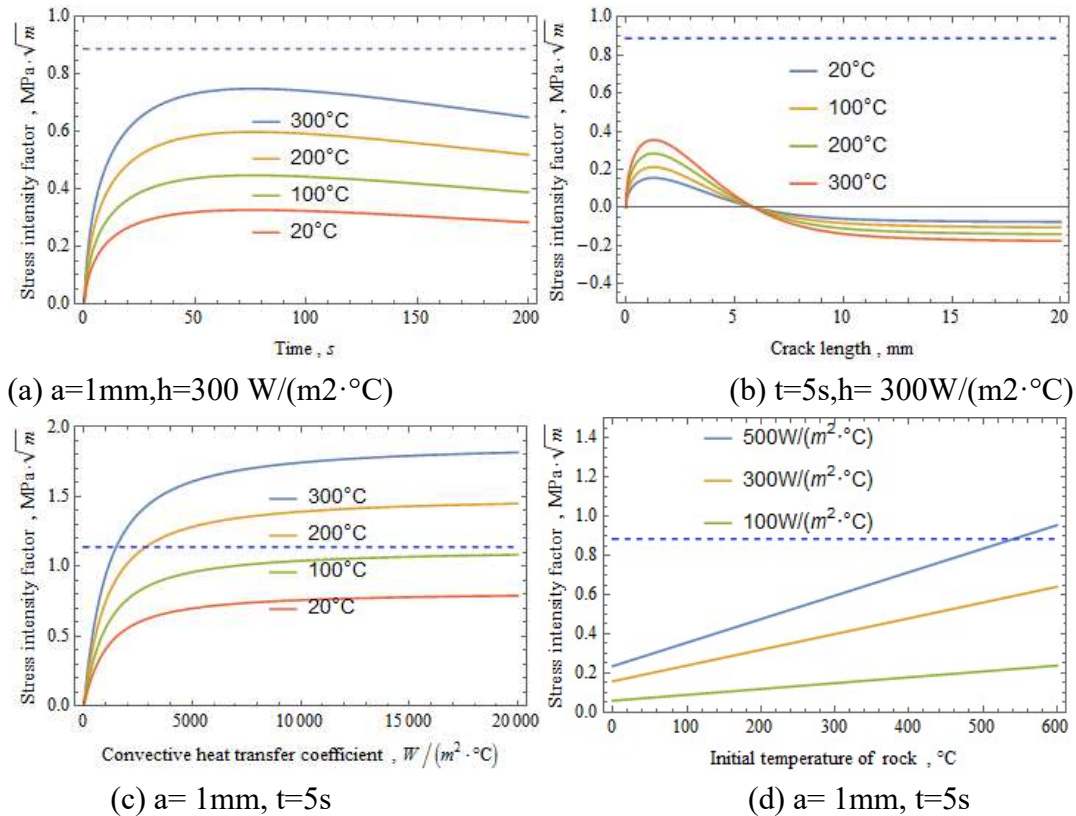 Stress intensity factor , MPa·√m
1.0
0.8
0.6
0.4
0.2
0.0
300°C
200°C
100°C
20°C
0 50 100 150 200
Time , s
(a) a=1mm,h=300 W/(m2·°C)
Stress intensity factor , MPa·√m
1.0
0.8
0.6
0.4
0.2
0.0
−0.2
−0.4
20°C
100°C
200°C
300°C
0 5 10 15 20
Crack length , mm
(b) t=5s,h= 300W/(m2·°C)
Stress intensity factor , MPa·√m
2.0
1.5
1.0
0.5
0.0
300°C
200°C
100°C
20°C
0 5000 10 000 15 000 20 000
Convective heat transfer coefficient , W/(m²·°C)
(c) a= 1mm, t=5s
Stress intensity factor , MPa·√m
1.4
1.2
1.0
0.8
0.6
0.4
0.2
0.0
500W/(m²·°C)
300W/(m²·°C)
100W/(m²·°C)
0 100 200 300 400 500 600
Initial temperature of rock , °C
(d) a= 1mm, t=5s